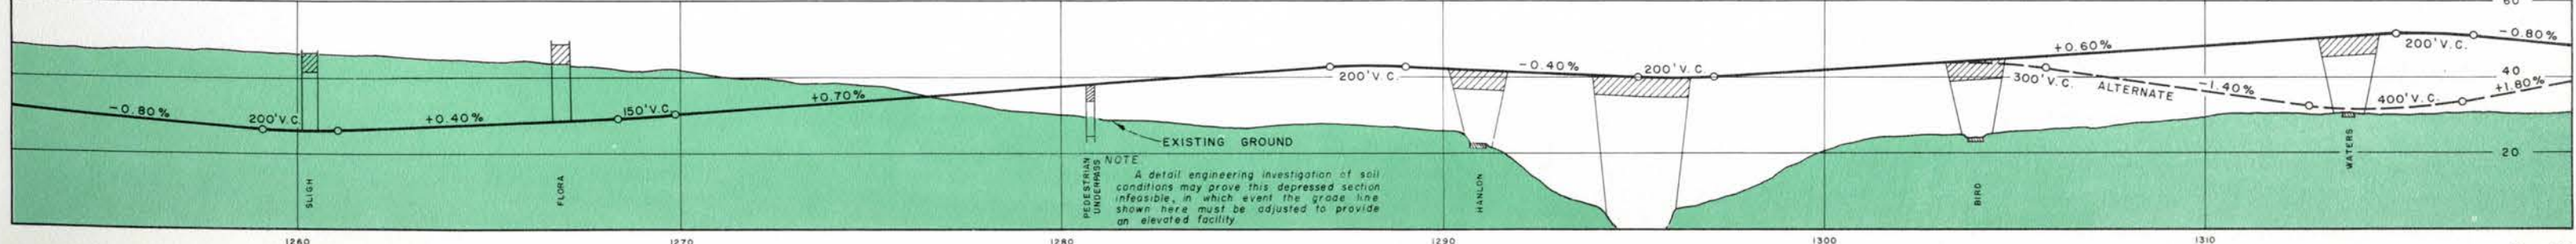 60
-0.80%
200'V.C.
+0.40%
150'V.C.
+0.70%
200'V.C.
-0.40%
200'V.C.
+0.60%
200'V.C.
-0.80%
40
300'V.C.
ALTERNATE
-1.40%
400'V.C.
+1.80%
EXISTING GROUND
20
SLIGH
FLORA
PEDESTRIAN
UNDERPASS
NOTE
A detail engineering investigation of soil
conditions may prove this depressed section
infeasible, in which event the grade line
shown here must be adjusted to provide
an elevated facility
HANLON
BIRD
WATERS
1260
1270
1280
1290
1300
1310